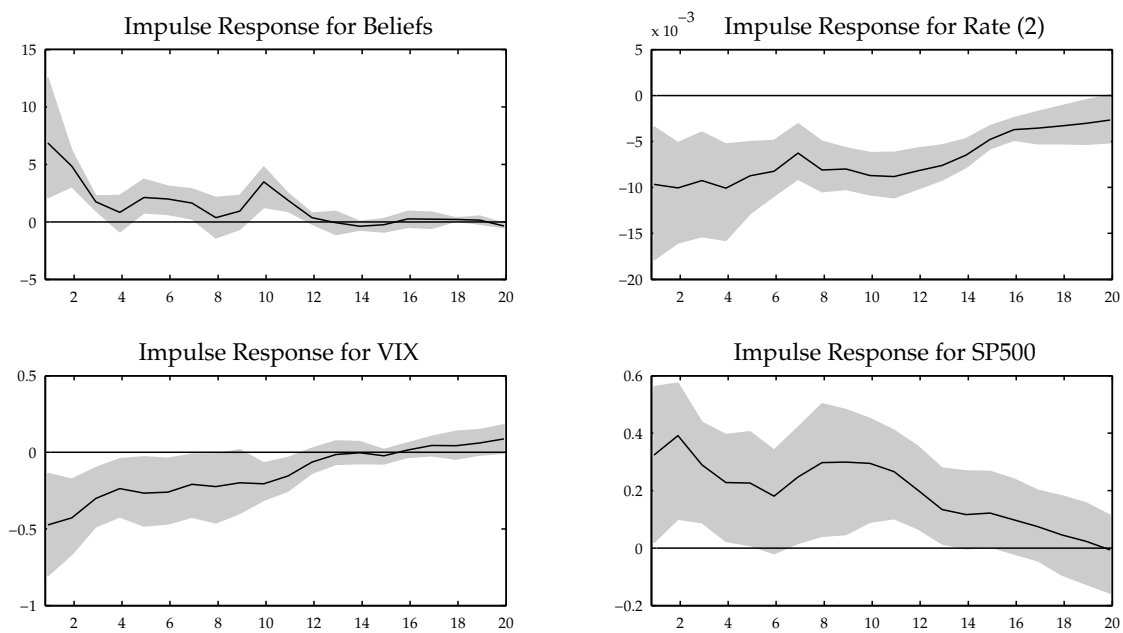 Impulse Response for Beliefs
15
10
5
0
−5
2 4 6 8 10 12 14 16 18 20
x 10⁻³
Impulse Response for Rate (2)
5
0
−5
−10
−15
−20
2 4 6 8 10 12 14 16 18 20
Impulse Response for VIX
0.5
0
−0.5
−1
2 4 6 8 10 12 14 16 18 20
Impulse Response for SP500
0.6
0.4
0.2
0
−0.2
2 4 6 8 10 12 14 16 18 20